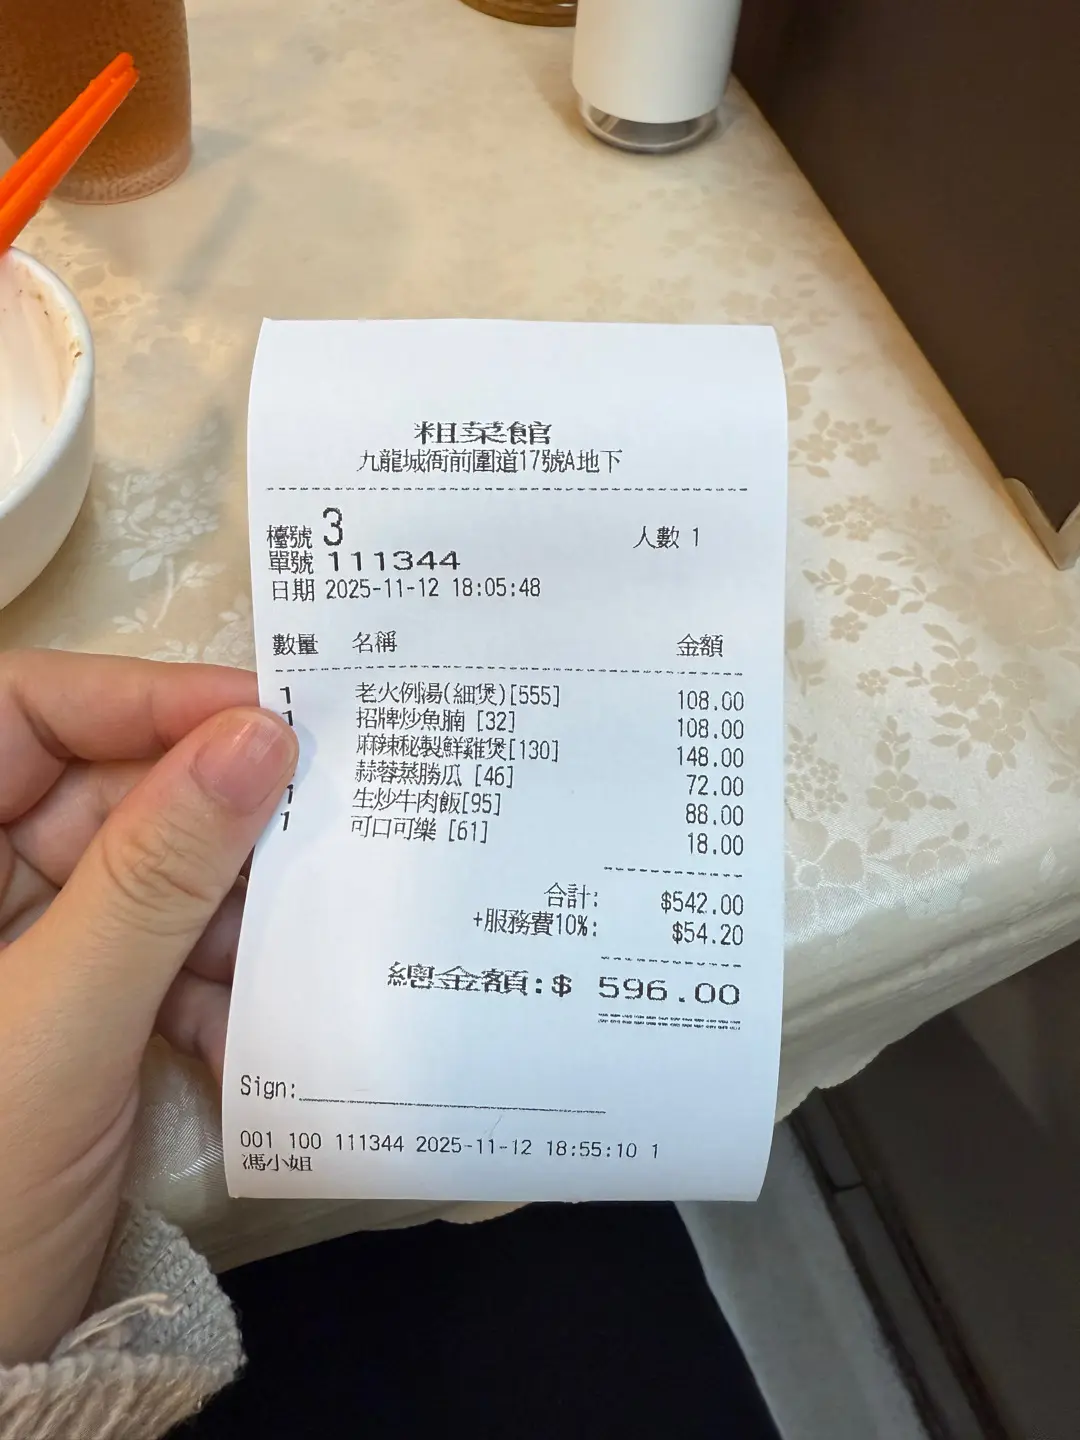 粗菜館
九龍城衙前圍道17號A地下
檯號 3 人數 1
單號 111344
日期 2025-11-12 18:05:48
數量 名稱 金額
1 老火例湯(細煲)[555] 108.00
1 招牌炒魚腩 [32] 108.00
麻辣秘製鮮雞煲[130] 148.00
蒜蓉蒸勝瓜 [46] 72.00
1 生炒牛肉飯[95] 88.00
1 可口可樂 [61] 18.00
合計: $542.00
+服務費10%: $54.20
總金額:$ 596.00
Sign:
001 100 111344 2025-11-12 18:55:10 1
馮小姐